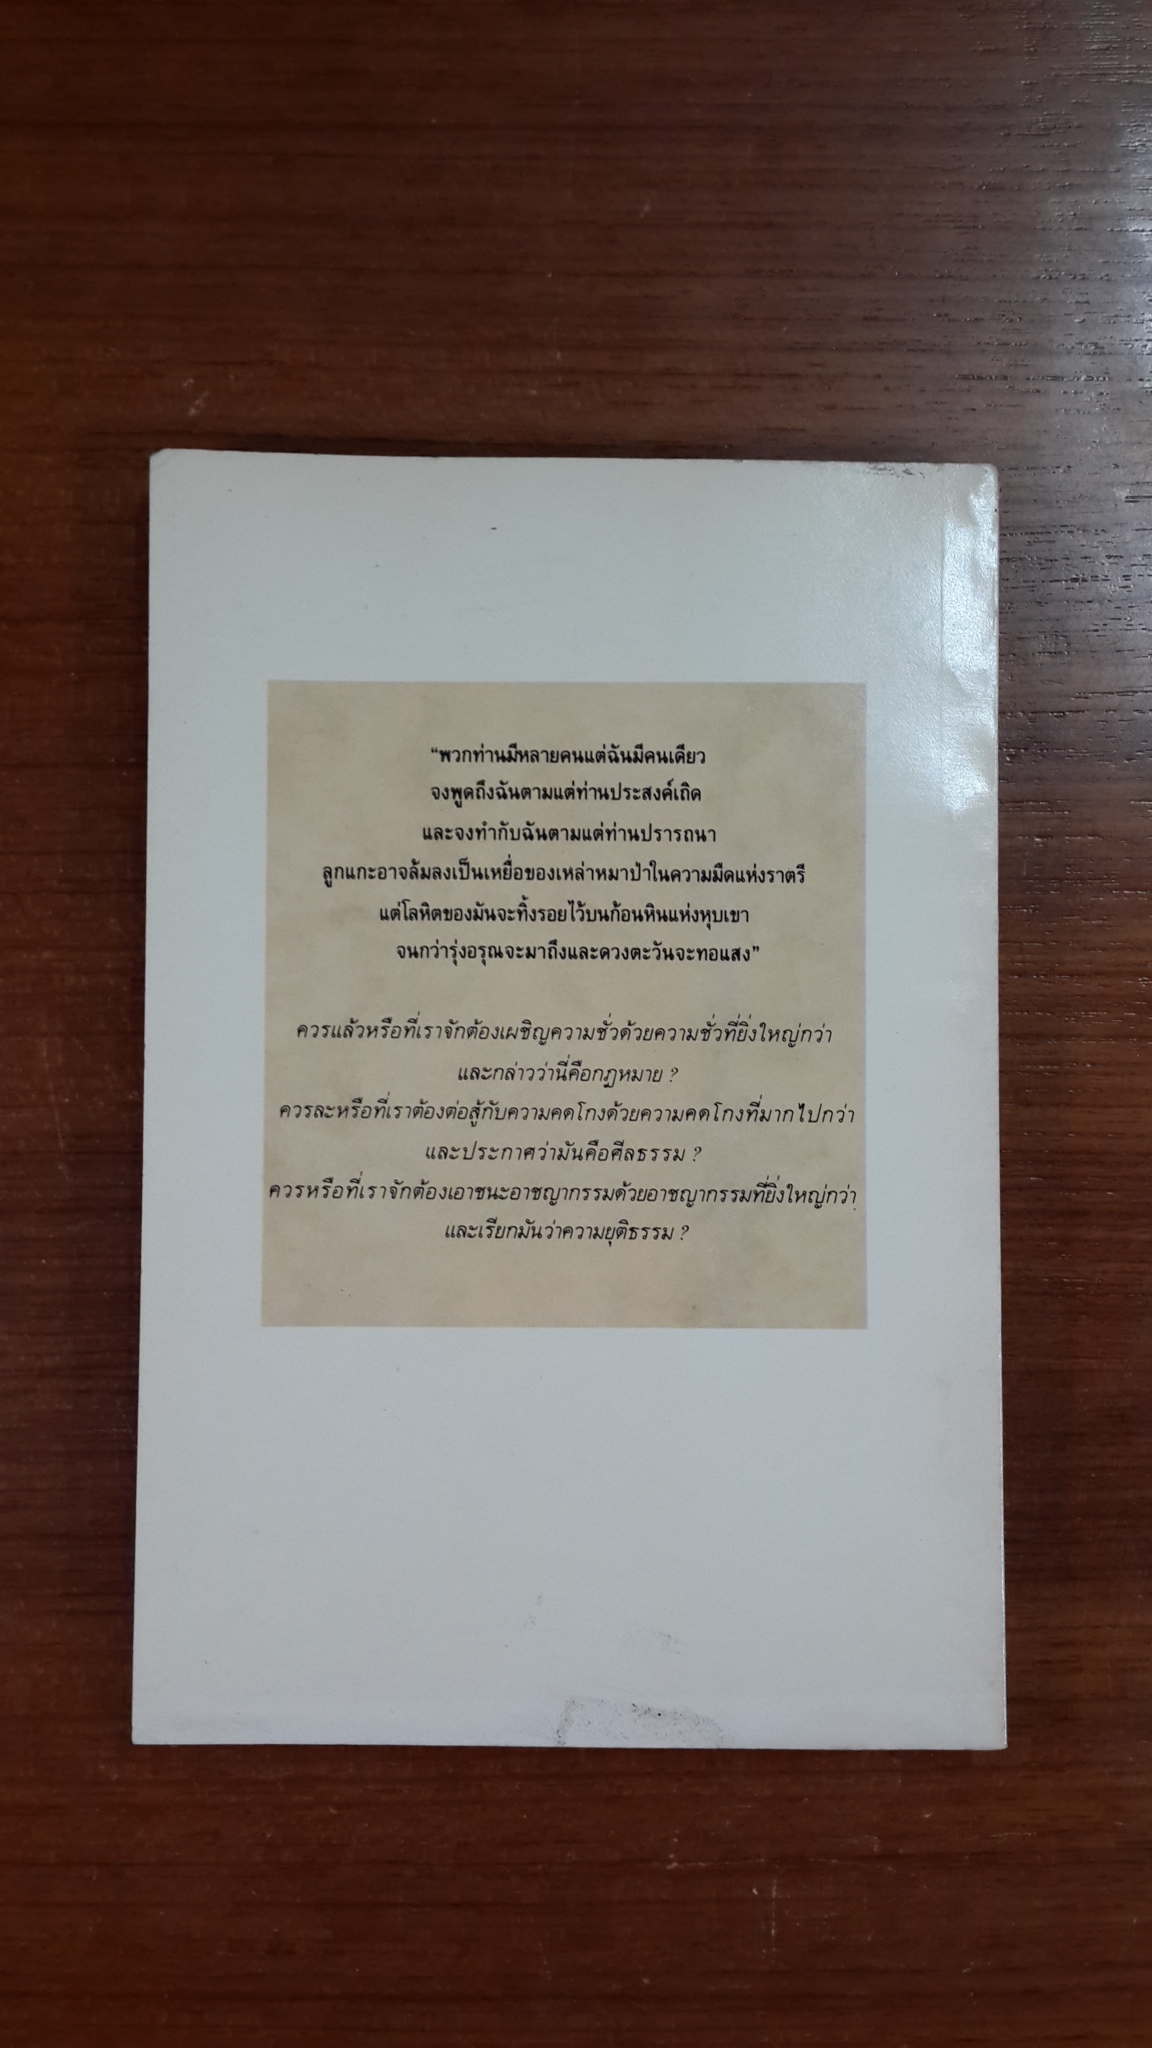 “พวกท่านมีหลายคนแต่ฉันมีคนเดียว
จงพูดถึงฉันตามแต่ท่านประสงค์เถิด
และจงทำกับฉันตามแต่ท่านปรารถนา
ลูกแกะอาจล้มลงเป็นเหยื่อของเหล่าหมาป่าในความมืดแห่งราตรี
แต่โลหิตของมันจะทิ้งรอยไว้บนก้อนหินแห่งหุบเขา
จนกว่ารุ่งอรุณจะมาถึงและดวงตะวันจะทอแสง”
ควรแล้วหรือที่เราจักต้องเผชิญความชั่วด้วยความชั่วที่ยิ่งใหญ่กว่า
และกล่าวว่านี่คือกฎหมาย ?
ควรละหรือที่เราต้องต่อสู้กับความคดโกงด้วยความคดโกงที่มากไปกว่า
และประกาศว่ามันคือศีลธรรม ?
ควรหรือที่เราจักต้องเอาชนะอาชญากรรมด้วยอาชญากรรมที่ยิ่งใหญ่กว่า
และเรียกมันว่าความยุติธรรม ?